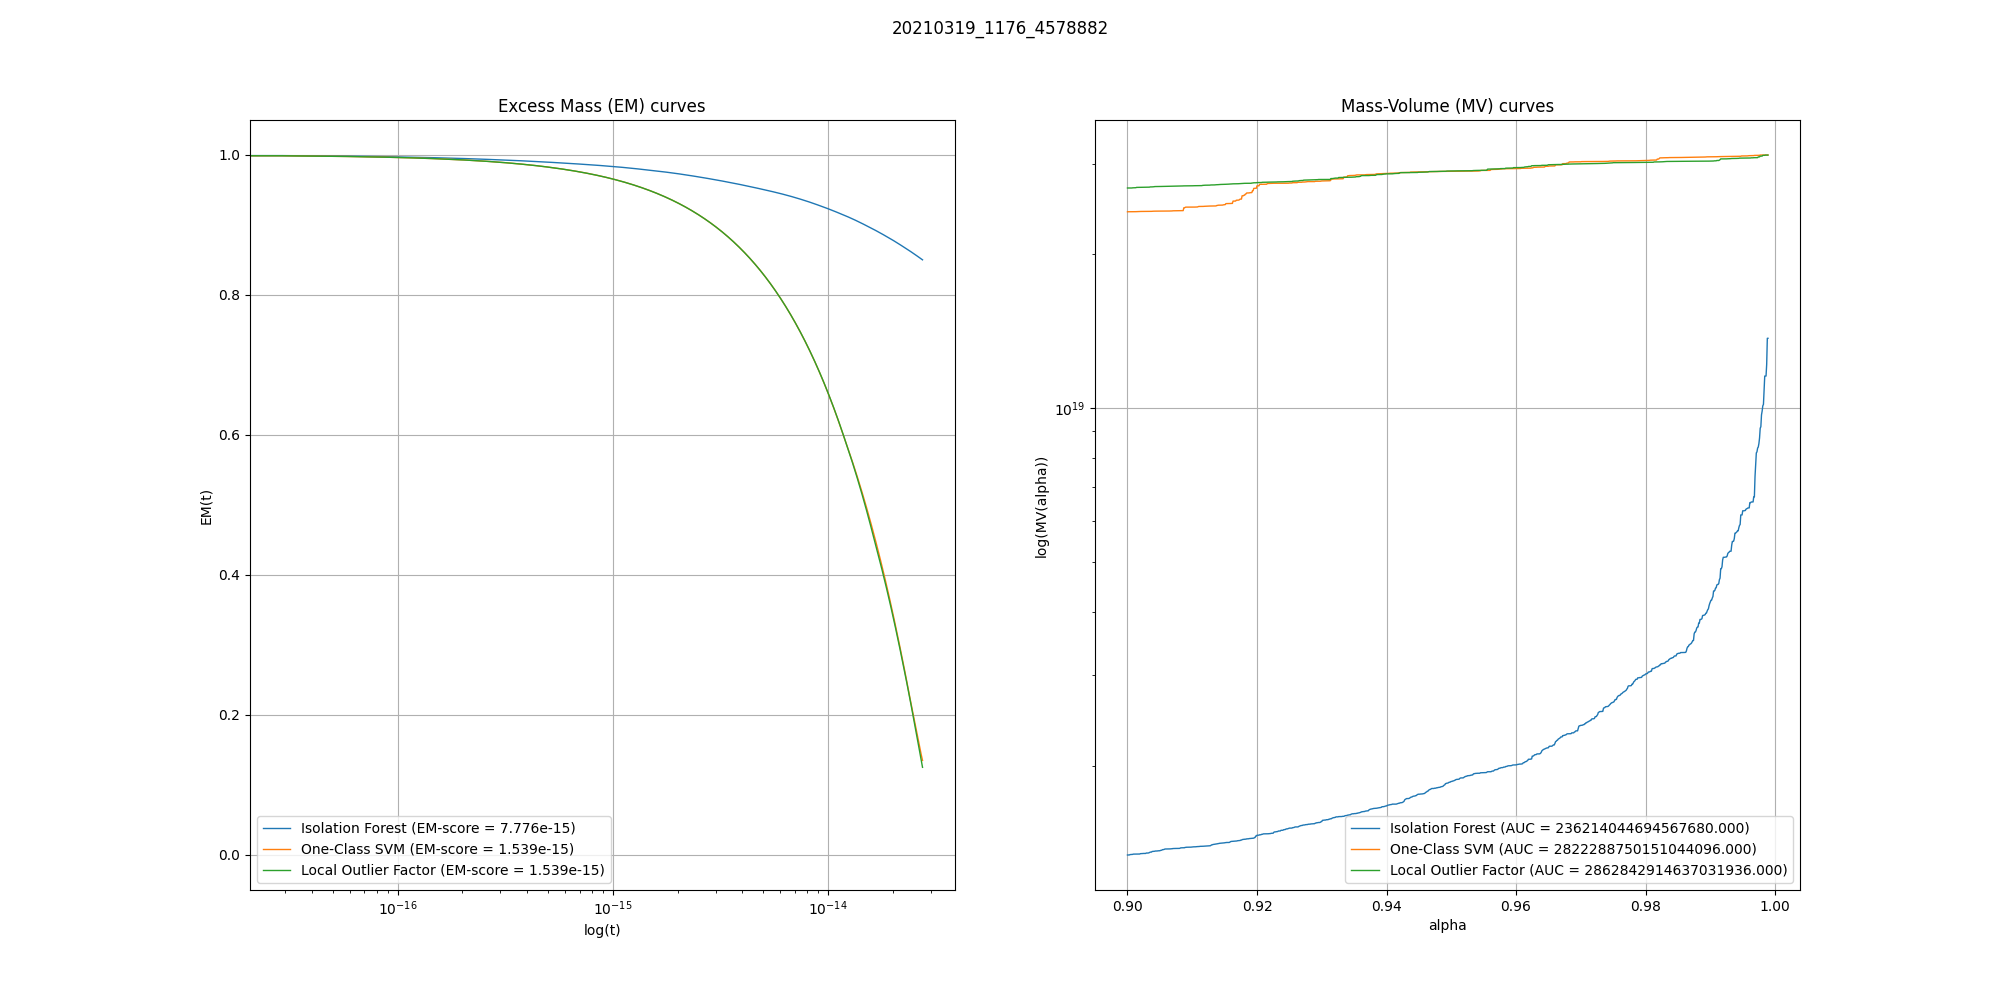 20210319_1176_4578882
Excess Mass (EM) curves
1.0
0.8
0.6
0.4
0.2
0.0
EM(t)
10^-16
10^-15
10^-14
log(t)
Isolation Forest (EM-score = 7.776e-15)
One-Class SVM (EM-score = 1.539e-15)
Local Outlier Factor (EM-score = 1.539e-15)
Mass-Volume (MV) curves
10^19
log(MV(alpha))
0.90
0.92
0.94
0.96
0.98
1.00
alpha
Isolation Forest (AUC = 236214044694567680.000)
One-Class SVM (AUC = 2822288750151044096.000)
Local Outlier Factor (AUC = 2862842914637031936.000)